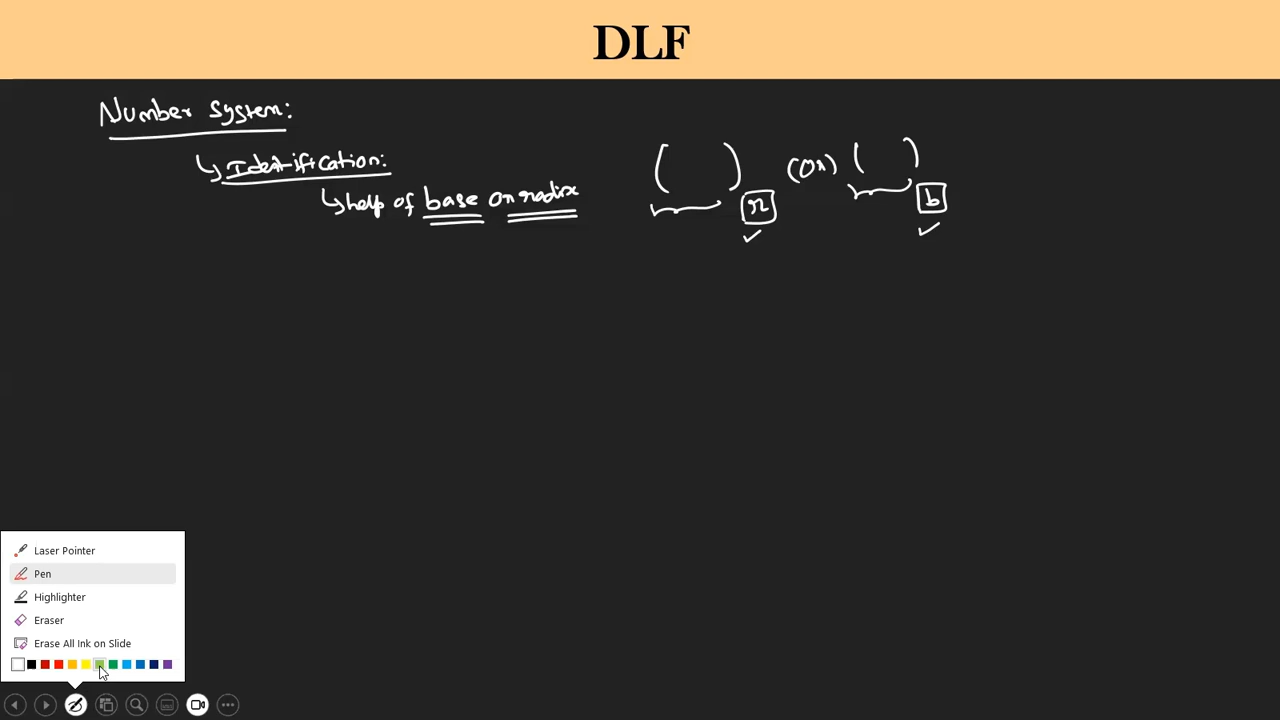 DLF
Number System:
↳ Identification:
↳ help of base or radix
( )r (or) ( )b
Laser Pointer
Pen
Highlighter
Eraser
Erase All Ink on Slide